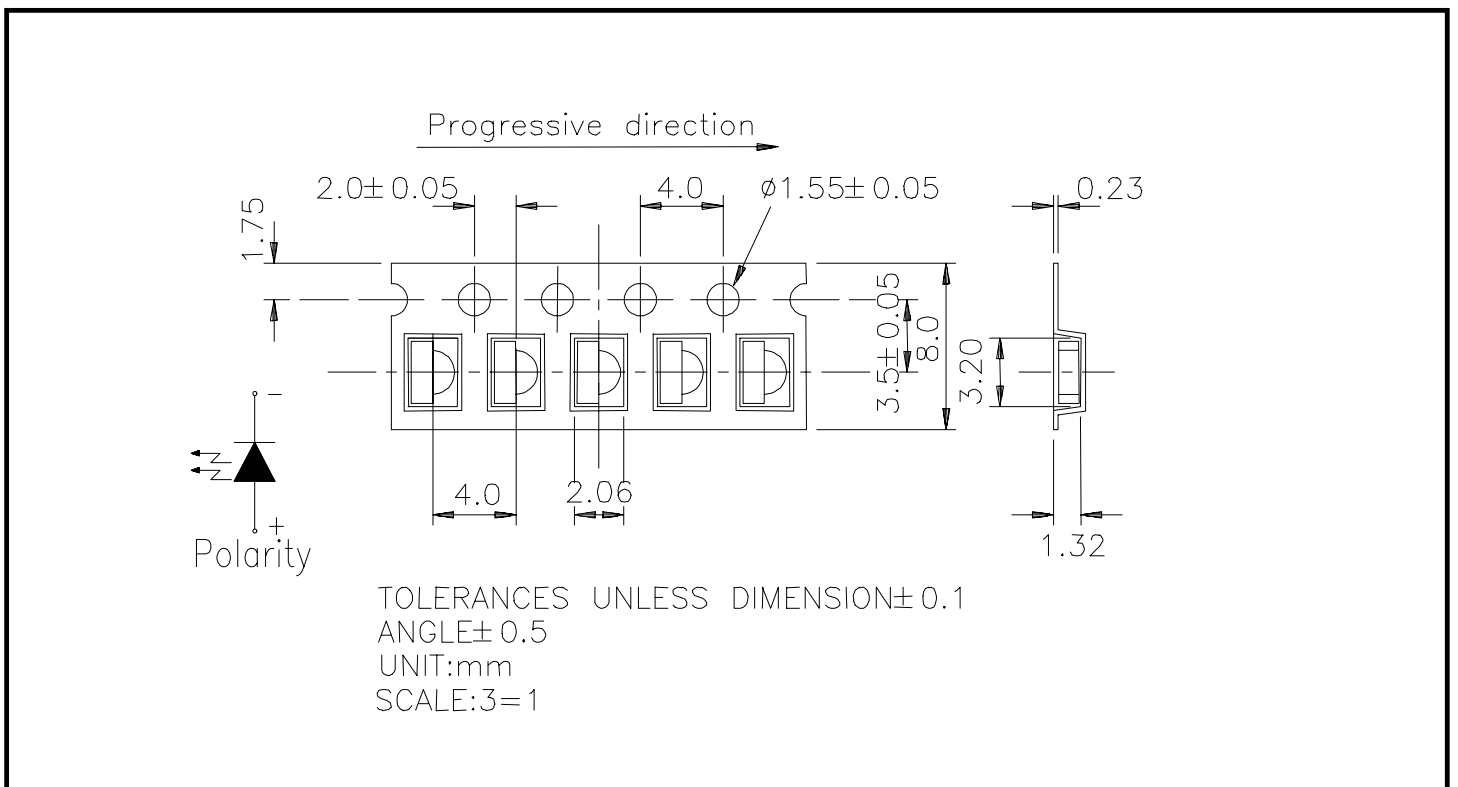 Progressive direction
2.0±0.05
4.0
ø1.55±0.05
0.23
1.75
3.5±0.05
8.0
3.20
-
+
Polarity
4.0
2.06
1.32
TOLERANCES UNLESS DIMENSION±0.1
ANGLE±0.5
UNIT:mm
SCALE:3=1